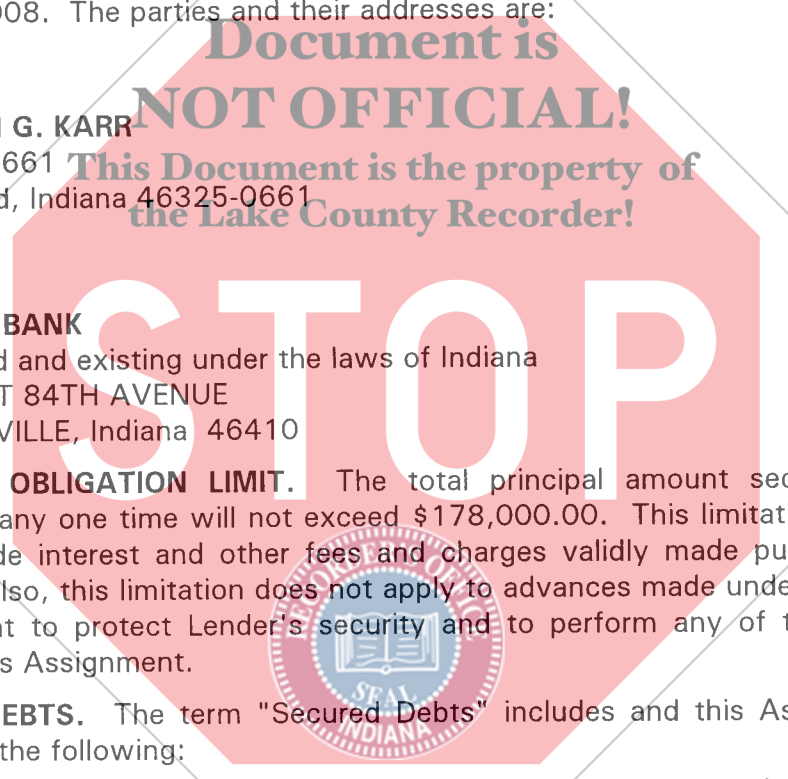 008. The parties and their addresses are:
Document is
NOT OFFICIAL!
G. KARR
This Document is the property of
661
the Lake County Recorder!
d, Indiana 46325-0661
STOP
BANK
d and existing under the laws of Indiana
T 84TH AVENUE
VILLE, Indiana 46410
OBLIGATION LIMIT. The total principal amount sec
any one time will not exceed $178,000.00. This limitati
de interest and other fees and charges validly made pu
lso, this limitation does not apply to advances made unde
nt to protect Lender's security and to perform any of t
s Assignment.
EBTS. The term "Secured Debts" includes and this As
the following:
RECORDER'S OFFICE
SEAL
INDIANA